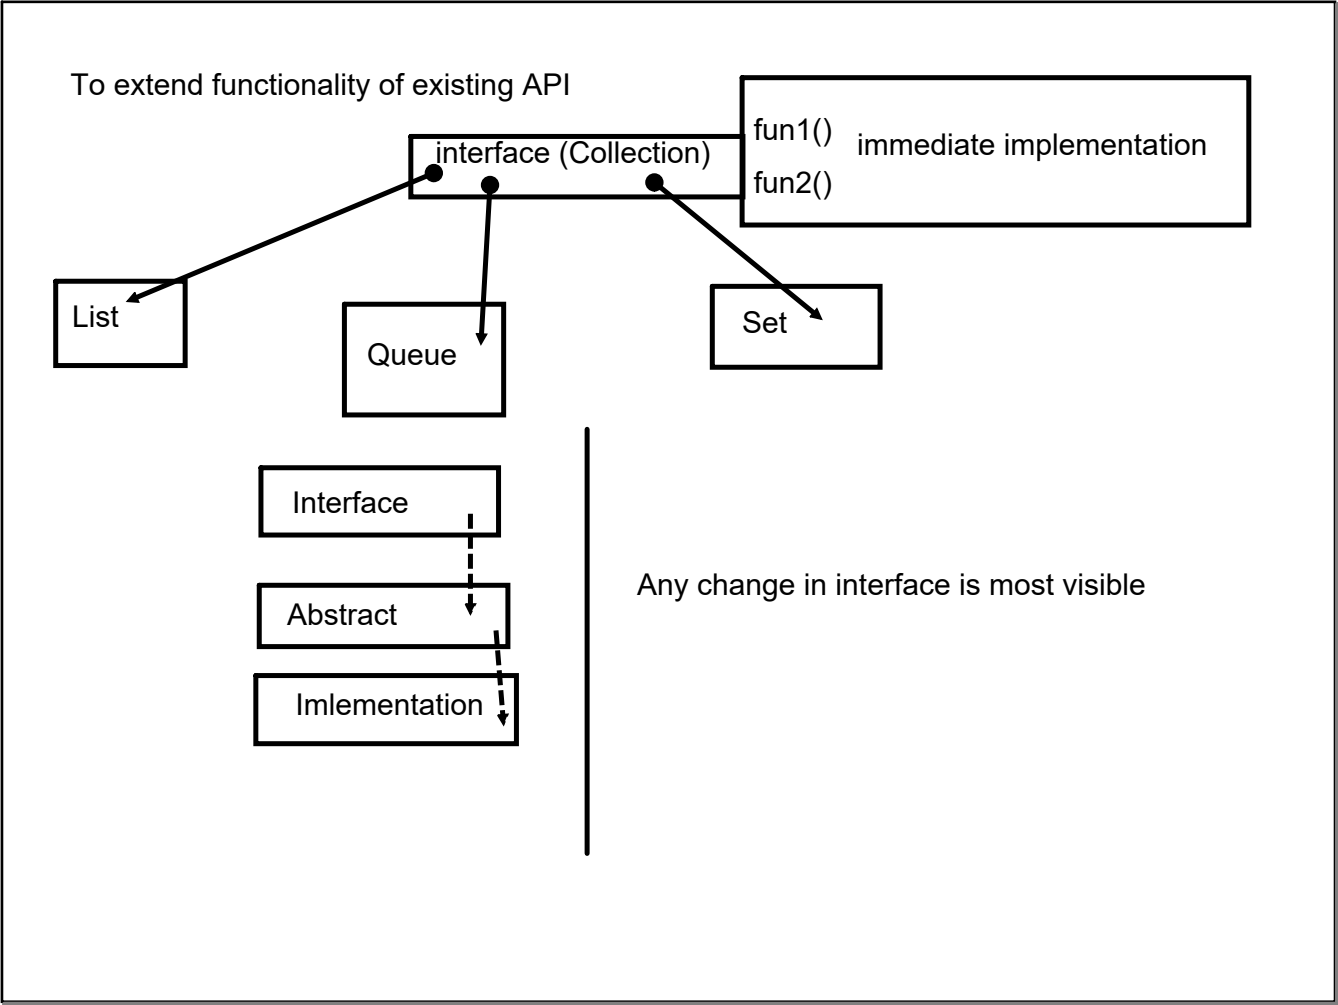 To extend functionality of existing API
interface (Collection)
fun1()
immediate implementation
fun2()
List
Queue
Set
Interface
Abstract
Imlementation
Any change in interface is most visible